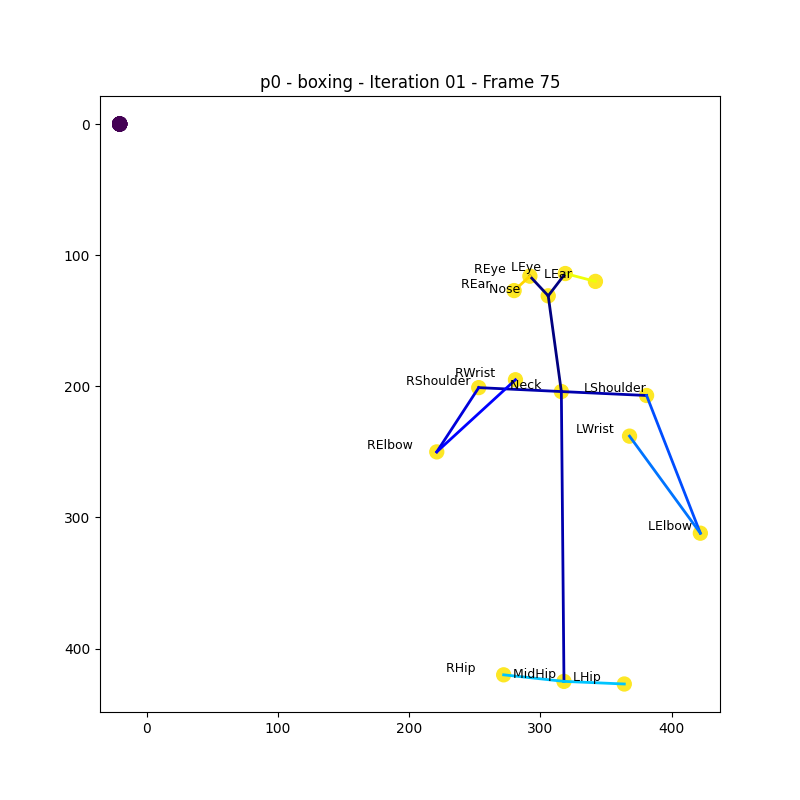 p0 - boxing - Iteration 01 - Frame 75
0
100
200
300
400
REye LEye LEar
REar Nose
RWrist
RShoulder Neck LShoulder
LWrist
RElbow
LElbow
RHip MidHip LHip
0 100 200 300 400